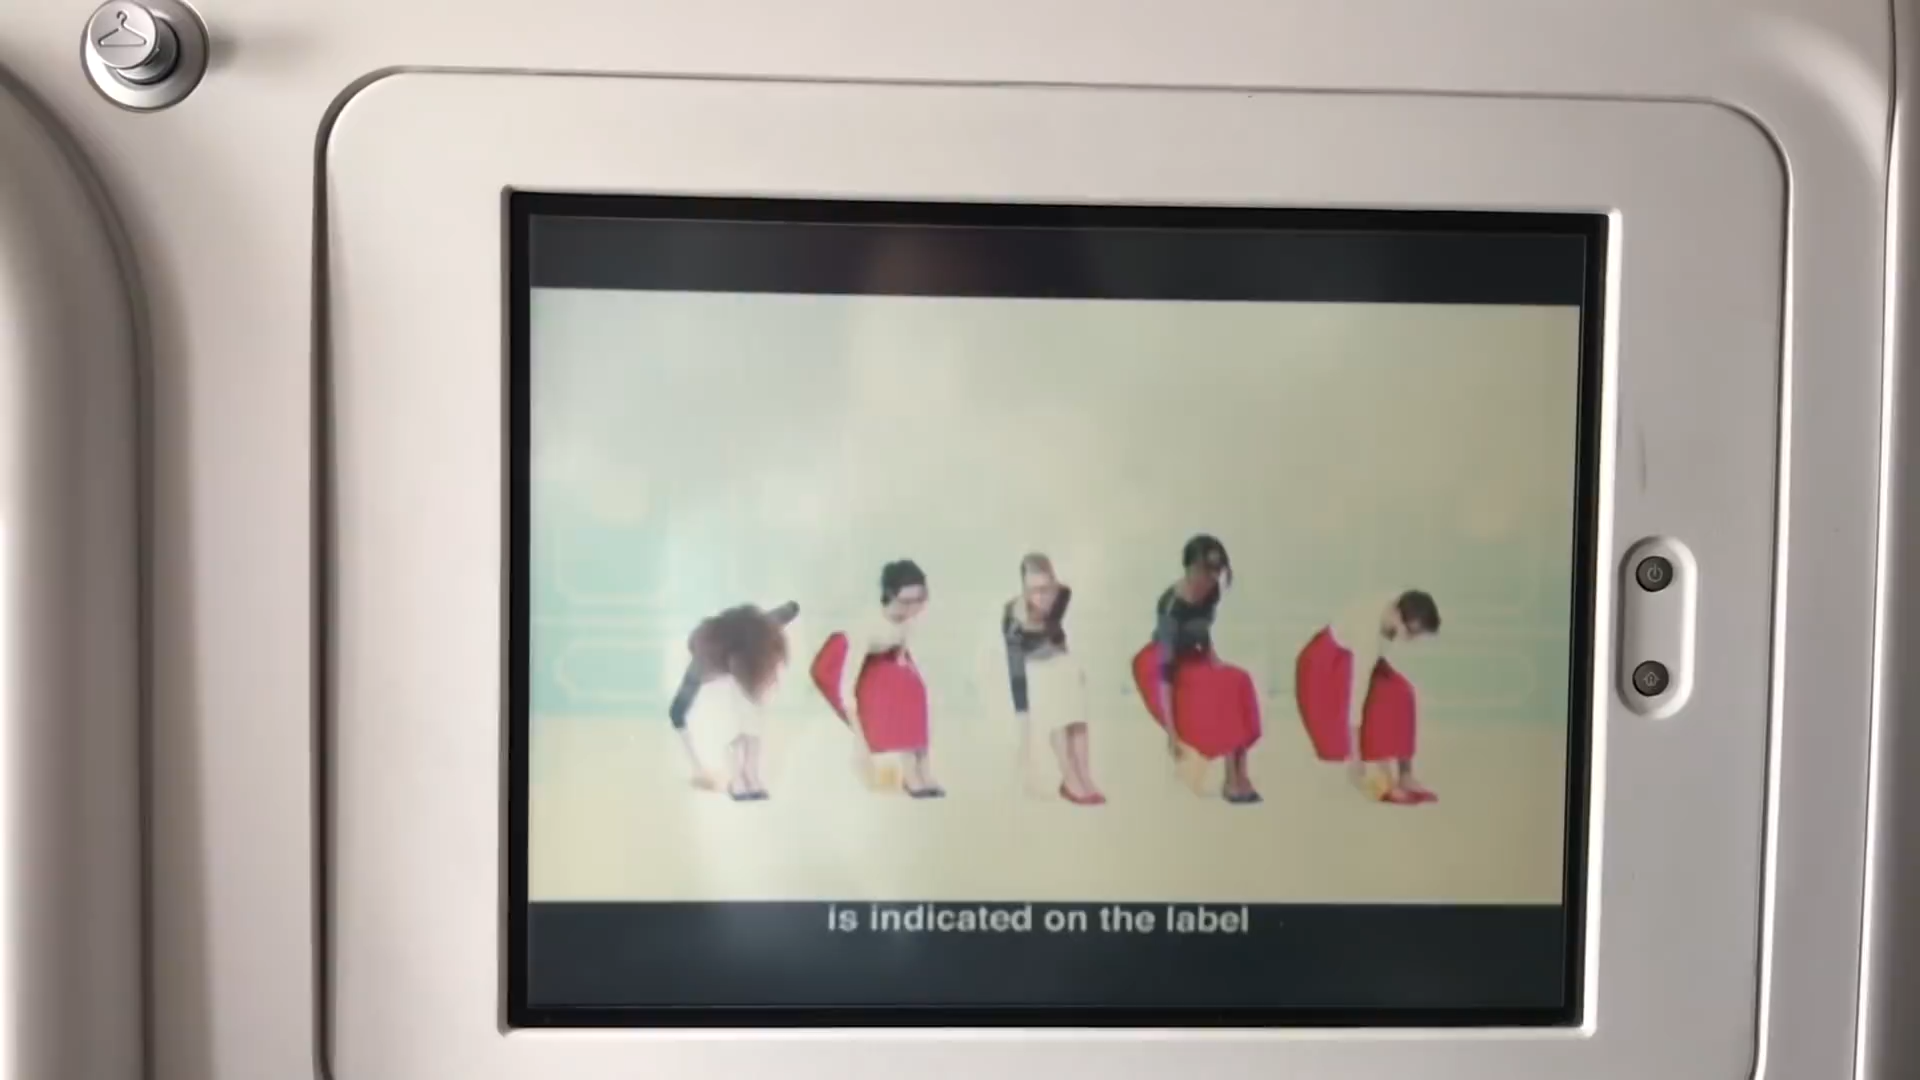 is indicated on the label